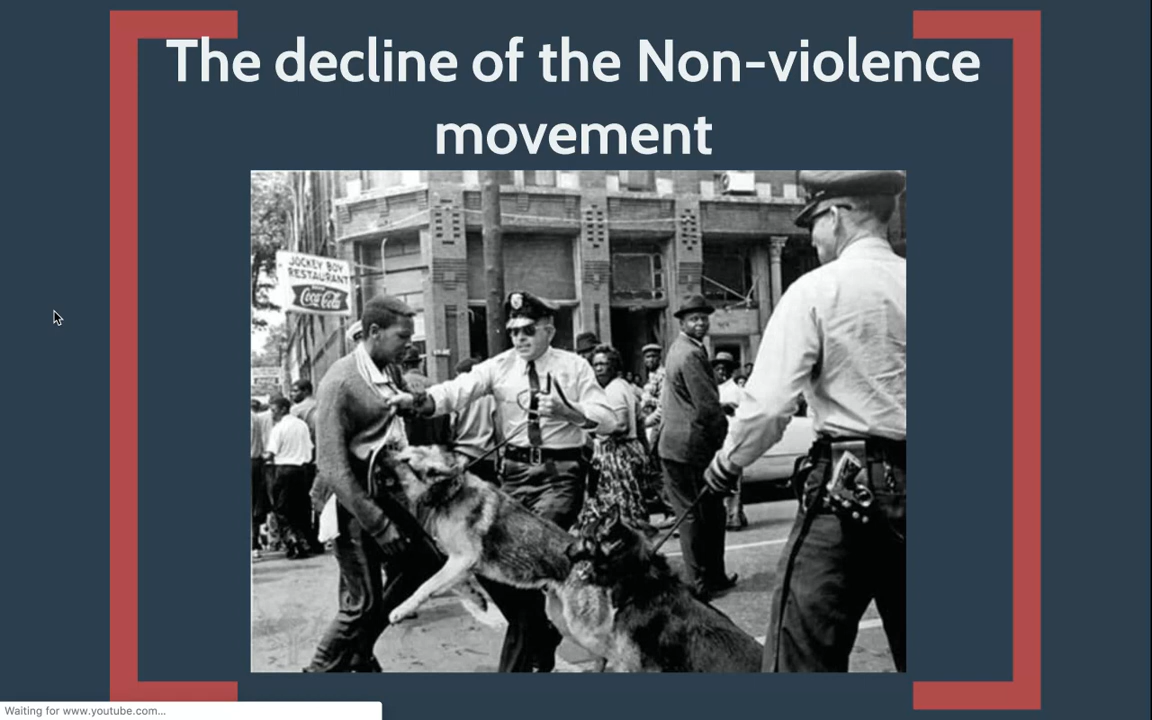 The decline of the Non-violence
movement
JOCKEY BOY
RESTAURANT
Coca-Cola
Waiting for www.youtube.com...